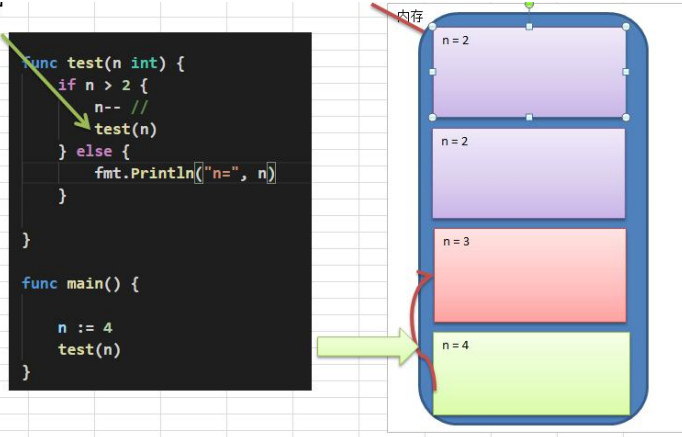 func test(n int) {
if n > 2 {
n-- //
test(n)
} else {
fmt.Println("n=", n)
}
}
func main() {
n := 4
test(n)
}
内存
n = 2
n = 2
n = 3
n = 4